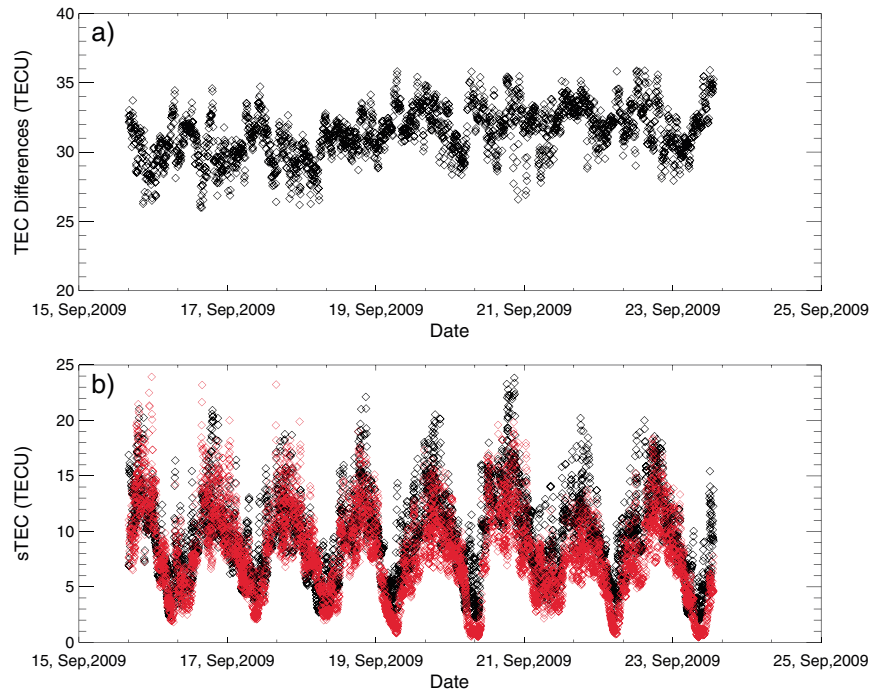 a)
TEC Differences (TECU)
40
35
30
25
20
15, Sep,2009 17, Sep,2009 19, Sep,2009 21, Sep,2009 23, Sep,2009 25, Sep,2009
Date
b)
sTEC (TECU)
25
20
15
10
5
0
15, Sep,2009 17, Sep,2009 19, Sep,2009 21, Sep,2009 23, Sep,2009 25, Sep,2009
Date